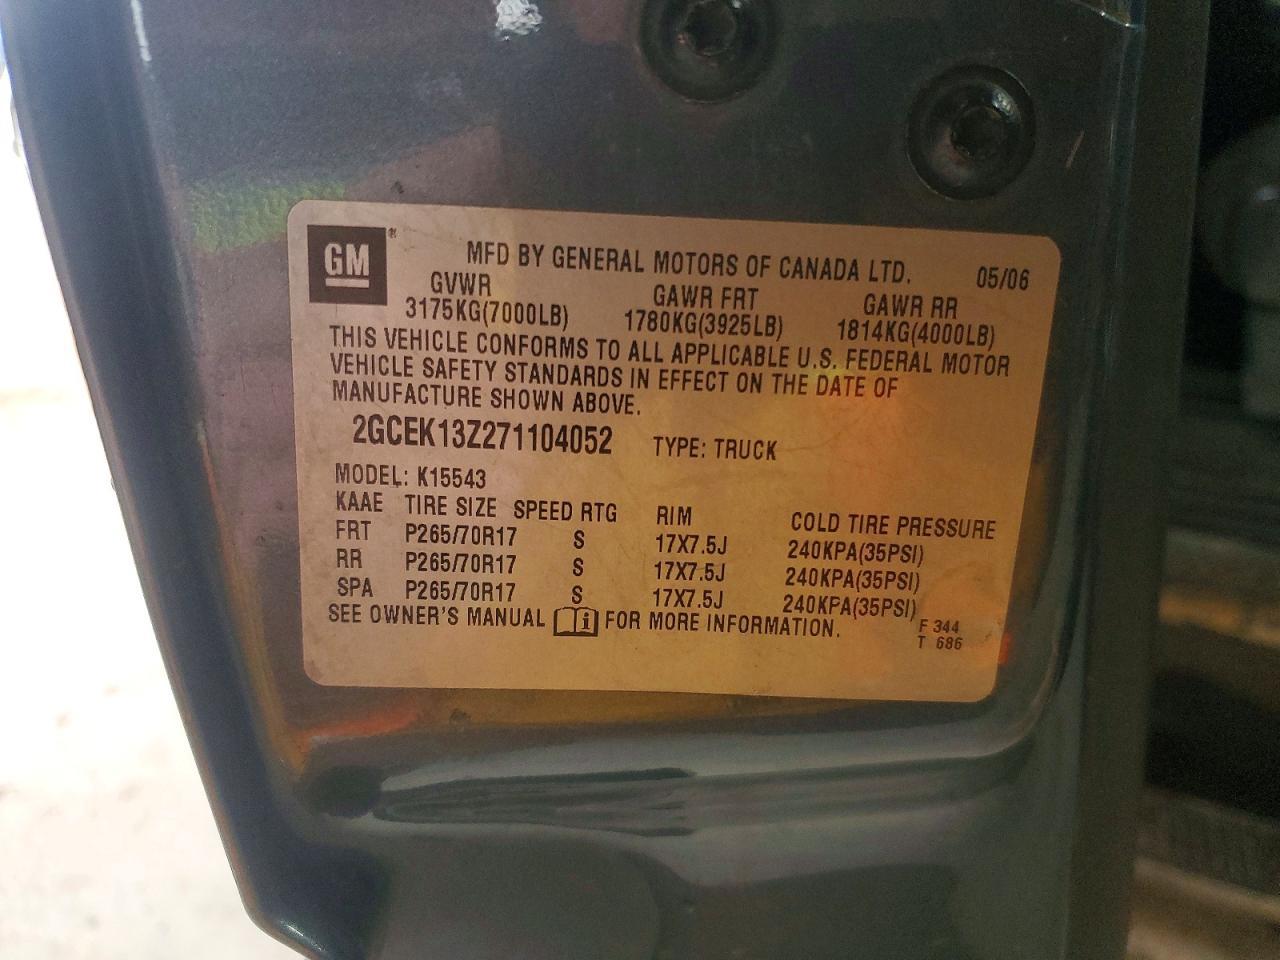 GM®
MFD BY GENERAL MOTORS OF CANADA LTD. 05/06
GVWR GAWR FRT GAWR RR
3175KG(7000LB) 1780KG(3925LB) 1814KG(4000LB)
THIS VEHICLE CONFORMS TO ALL APPLICABLE U.S. FEDERAL MOTOR
VEHICLE SAFETY STANDARDS IN EFFECT ON THE DATE OF
MANUFACTURE SHOWN ABOVE.
2GCEK13Z271104052 TYPE: TRUCK
MODEL: K15543
KAAE TIRE SIZE SPEED RTG RIM COLD TIRE PRESSURE
FRT P265/70R17 S 17X7.5J 240KPA(35PSI)
RR P265/70R17 S 17X7.5J 240KPA(35PSI)
SPA P265/70R17 S 17X7.5J 240KPA(35PSI)
SEE OWNER'S MANUAL FOR MORE INFORMATION.
F 344
T 686